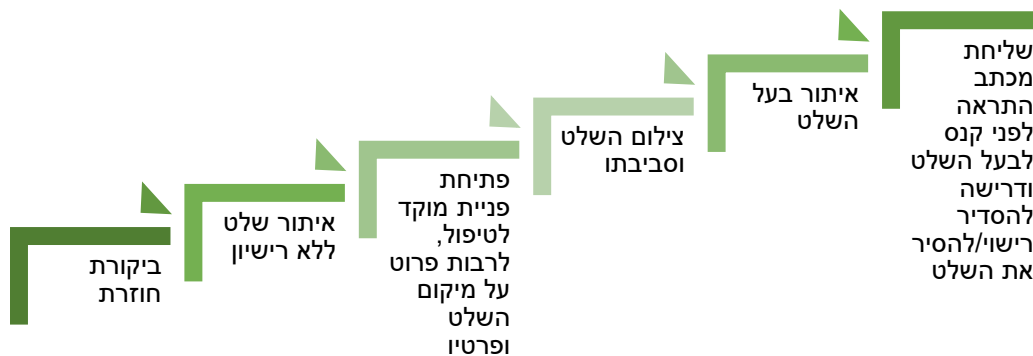 ביקורת
חוזרת
איתור שלט
ללא רישיון
פתיחת
פניית מוקד
לטיפול,
לרבות פרוט
על מיקום
השלט
ופרטיו
צילום השלט
וסביבתו
איתור בעל
השלט
שליחת
מכתב
התראה
לפני קנס
לבעל השלט
ודרישה
להסדיר
רישוי/להסיר
את השלט